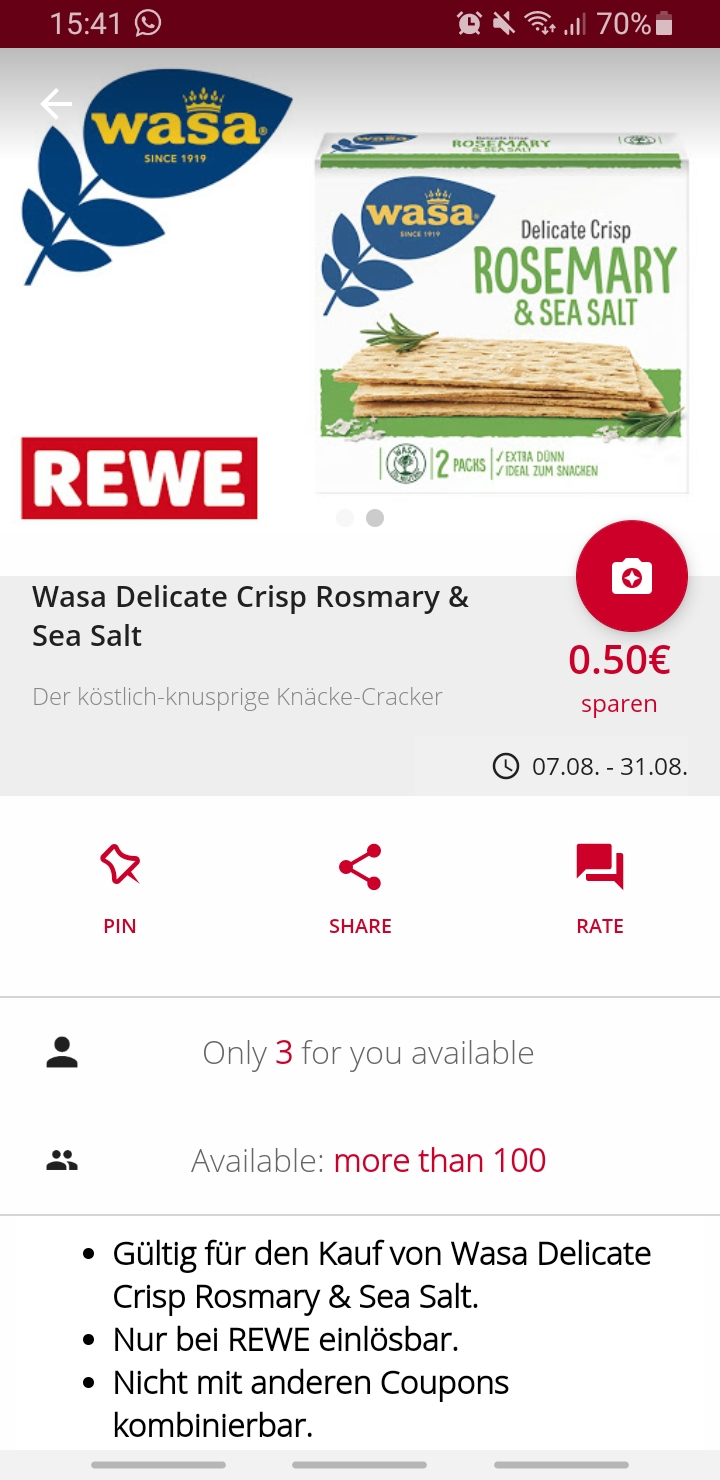 15:41
70%
wasa®
SINCE 1919
Delicate Crisp
ROSEMARY
& SEA SALT
wasa
SINCE 1919
Delicate Crisp
ROSEMARY
& SEA SALT
WASA
2 PACKS
✓EXTRA DÜNN
✓IDEAL ZUM SNACKEN
REWE
Wasa Delicate Crisp Rosmary &
Sea Salt
0.50€
sparen
Der köstlich-knusprige Knäcke-Cracker
07.08. - 31.08.
PIN
SHARE
RATE
Only 3 for you available
Available: more than 100
• Gültig für den Kauf von Wasa Delicate
Crisp Rosmary & Sea Salt.
• Nur bei REWE einlösbar.
• Nicht mit anderen Coupons
kombinierbar.